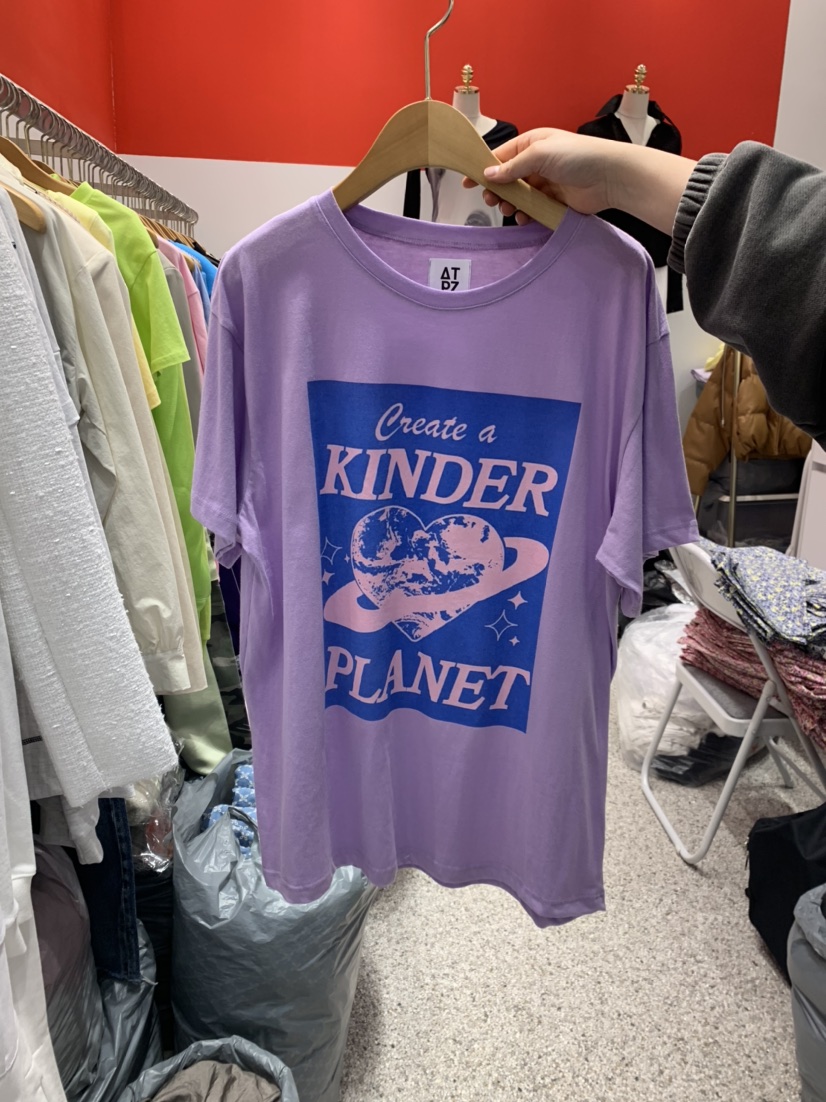 AT
PZ
Create a
KINDER
PLANET